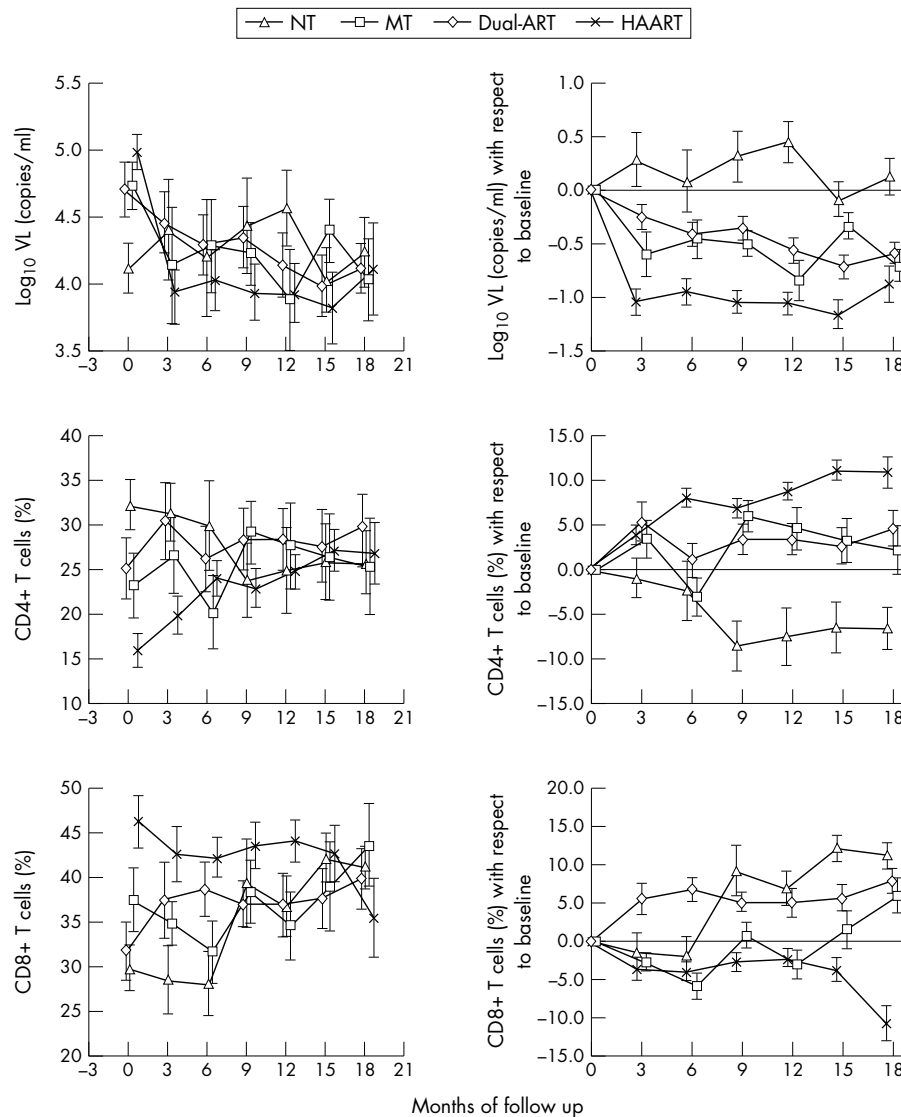 NT MT Dual-ART HAART
5.5
5.0
4.5
4.0
3.5
–3 0 3 6 9 12 15 18 21
Log10 VL (copies/ml)
1.0
0.5
0.0
–0.5
–1.0
–1.5
0 3 6 9 12 15 18
Log10 VL (copies/ml) with respect
to baseline
40
35
30
25
20
15
10
–3 0 3 6 9 12 15 18 21
CD4+ T cells (%)
15.0
10.0
5.0
0.0
–5.0
–10.0
–15.0
0 3 6 9 12 15 18
CD4+ T cells (%) with respect
to baseline
50
45
40
35
30
25
20
–3 0 3 6 9 12 15 18 21
CD8+ T cells (%)
20.0
15.0
10.0
5.0
0.0
–5.0
–10.0
–15.0
0 3 6 9 12 15 18
CD8+ T cells (%) with respect
to baseline
Months of follow up